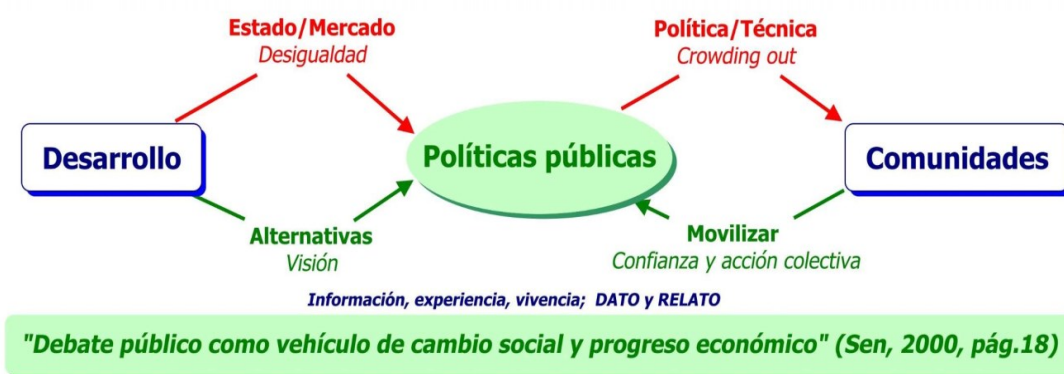 Estado/Mercado
Desigualdad
Política/Técnica
Crowding out
Desarrollo
Políticas públicas
Comunidades
Alternativas
Visión
Movilizar
Confianza y acción colectiva
Información, experiencia, vivencia; DATO y RELATO
"Debate público como vehículo de cambio social y progreso económico" (Sen, 2000, pág.18)